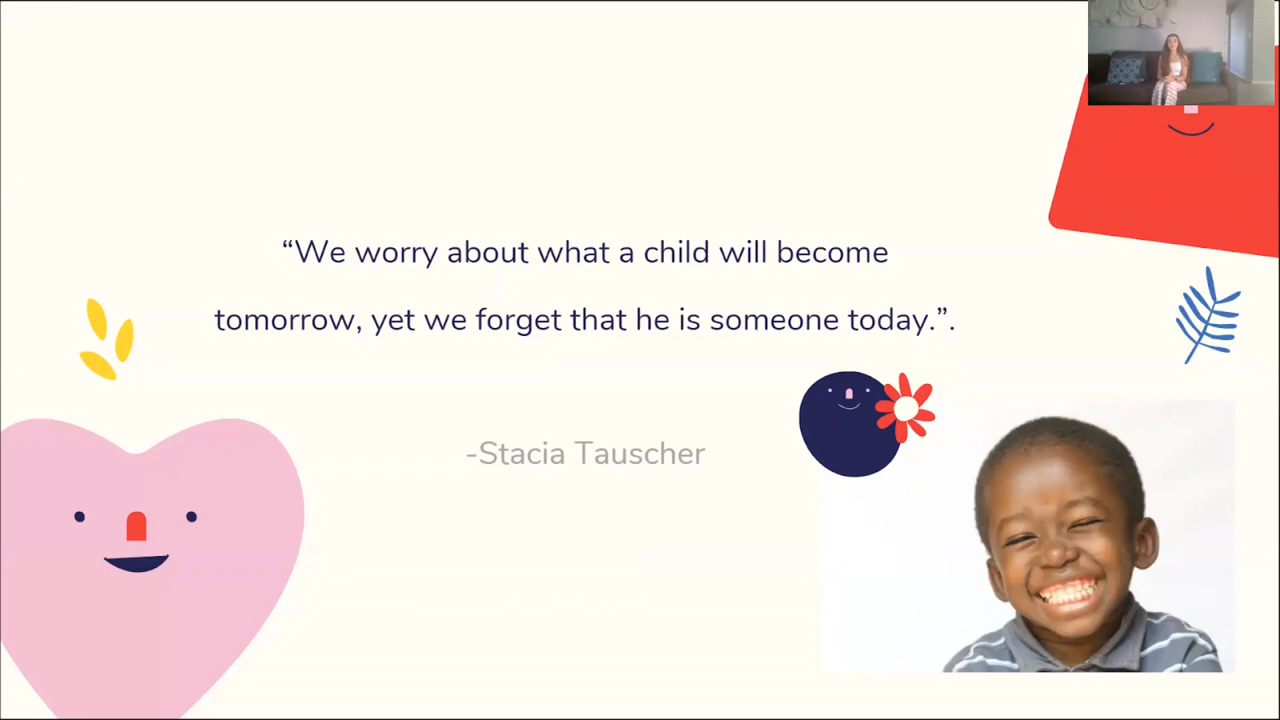 “We worry about what a child will become
tomorrow, yet we forget that he is someone today.”.
-Stacia Tauscher